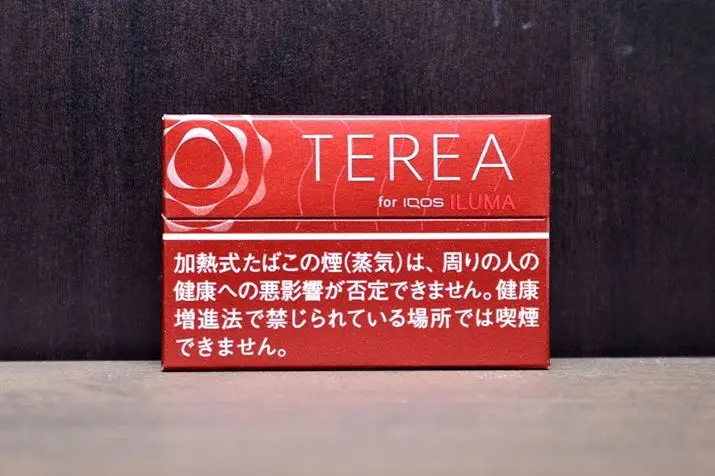 TEREA
for IQOS ILUMA
加熱式たばこの煙(蒸気)は、周りの人の
健康への悪影響が否定できません。健康
増進法で禁じられている場所では喫煙
できません。